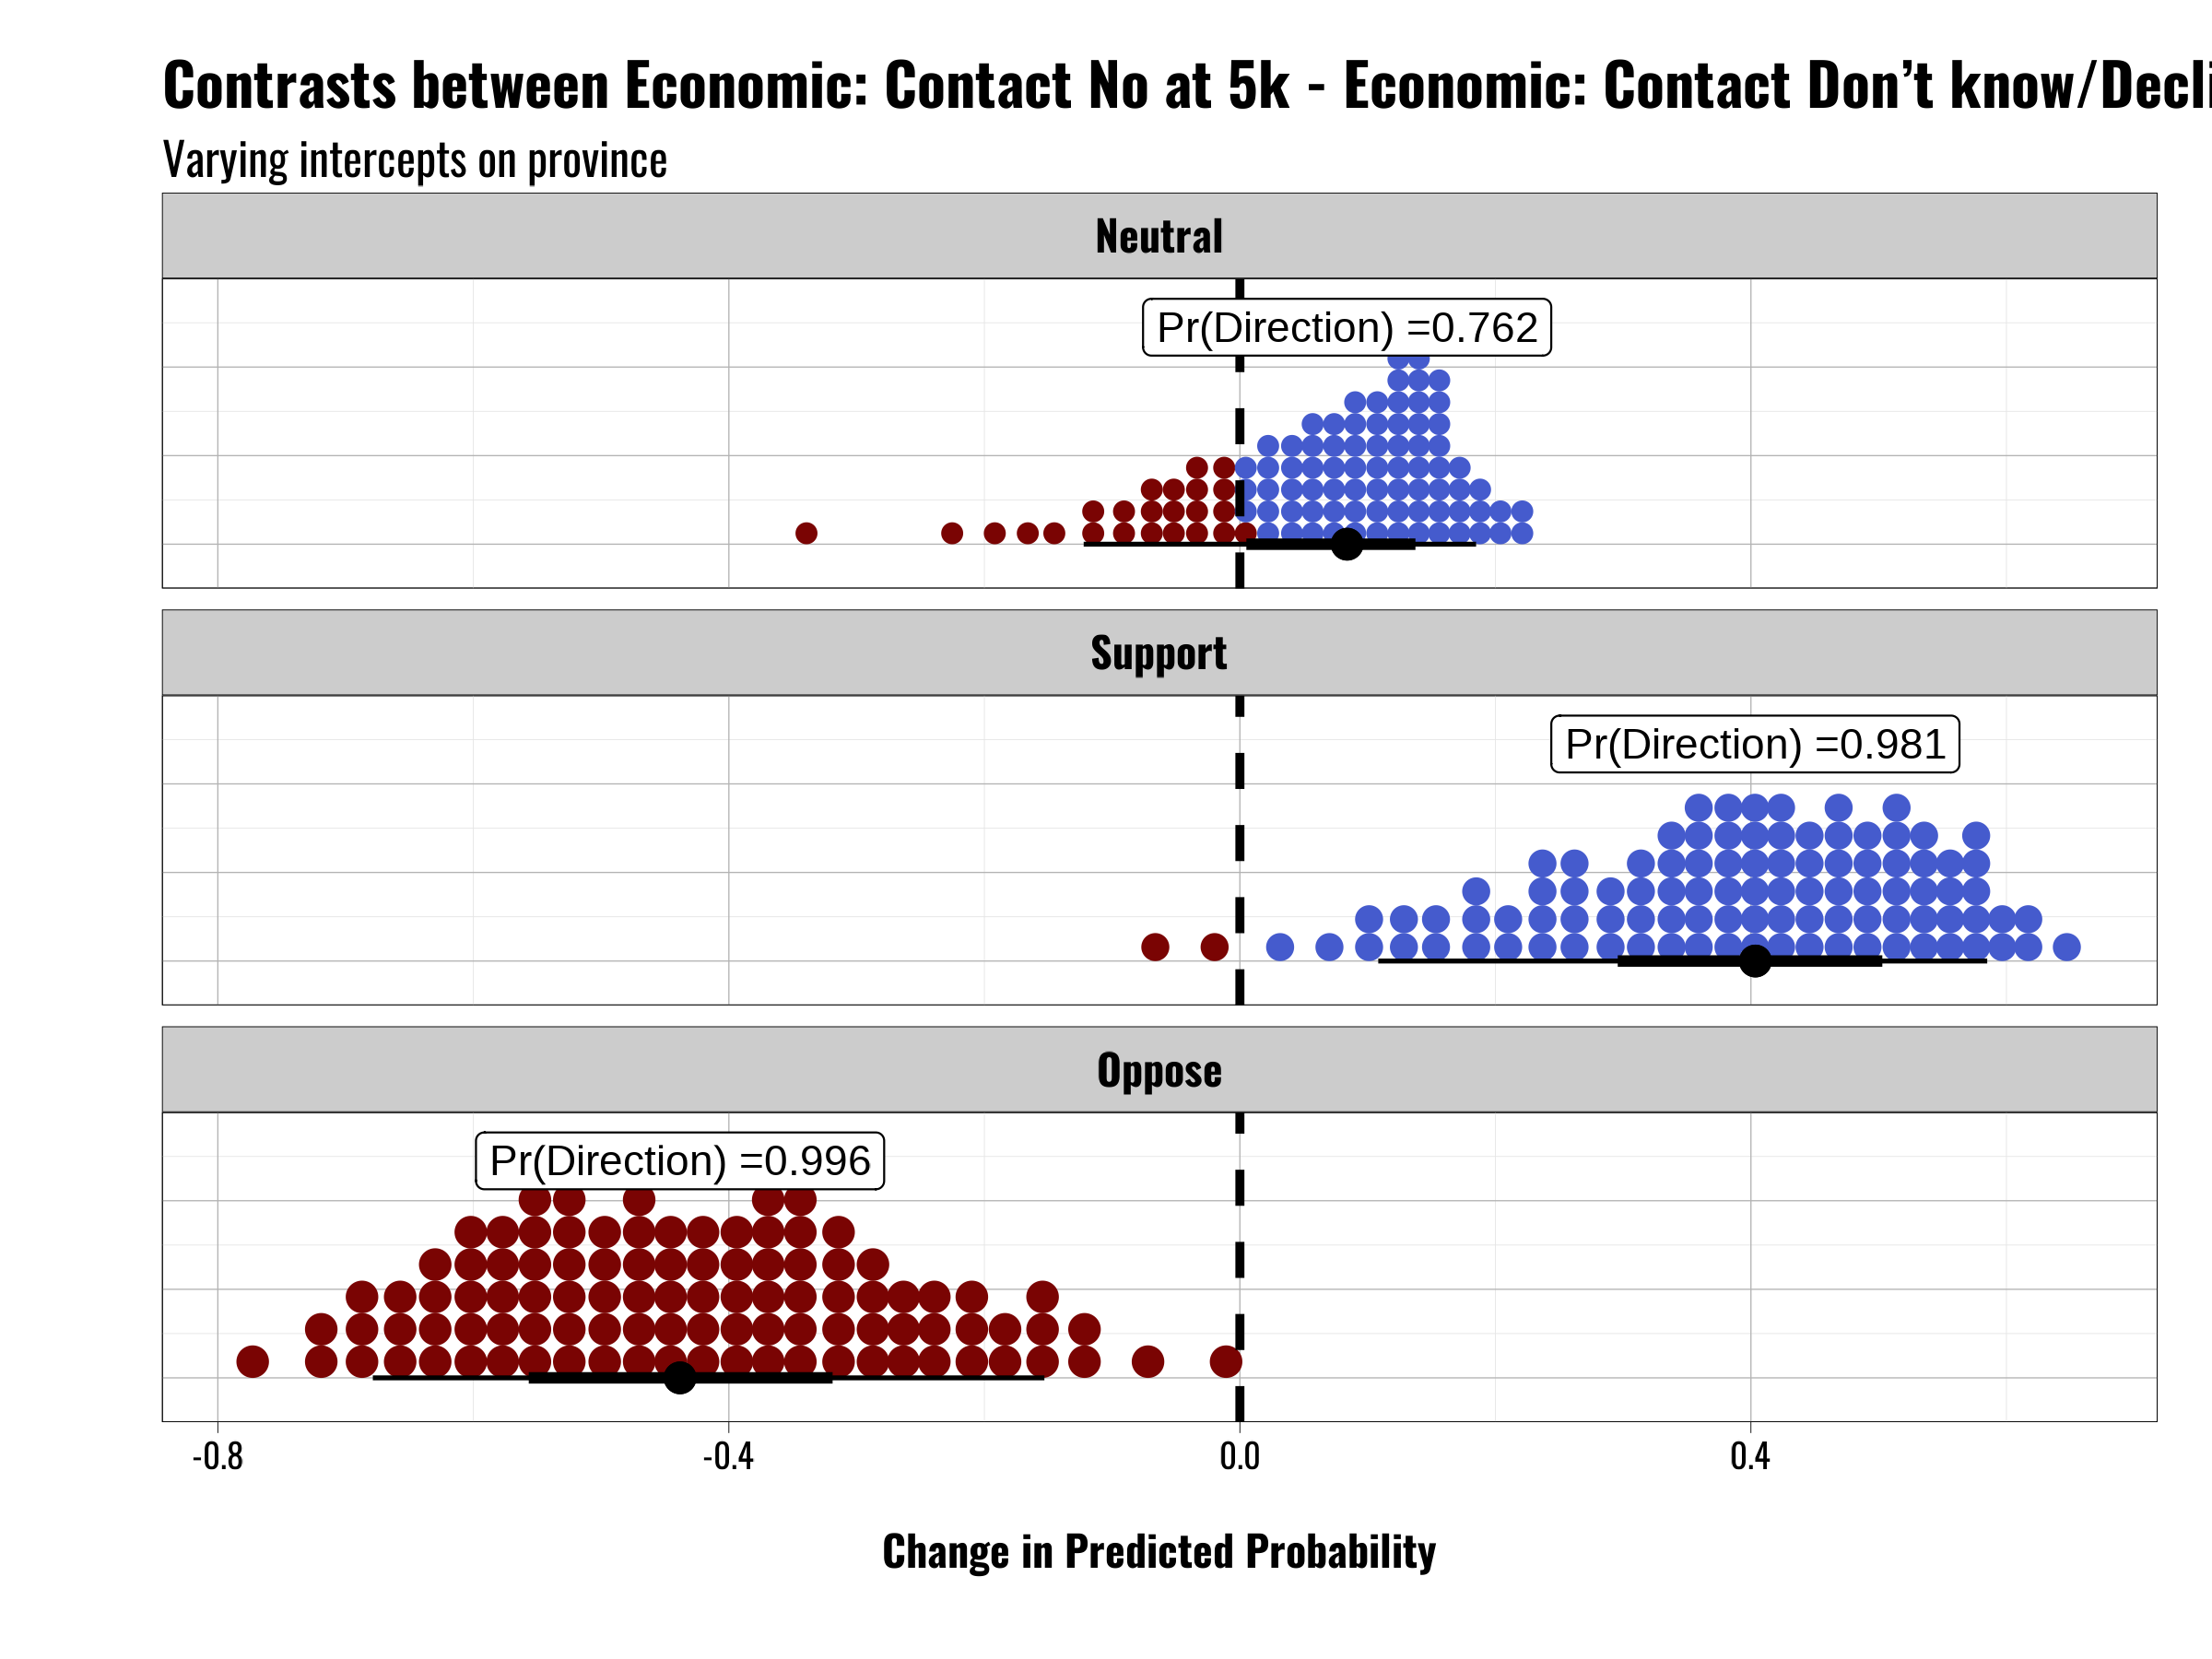 Contrasts between Economic: Contact No at 5k - Economic: Contact Don’t know/Decli
Varying intercepts on province
Neutral
Pr(Direction) =0.762
Support
Pr(Direction) =0.981
Oppose
Pr(Direction) =0.996
-0.8 -0.4 0.0 0.4
Change in Predicted Probability